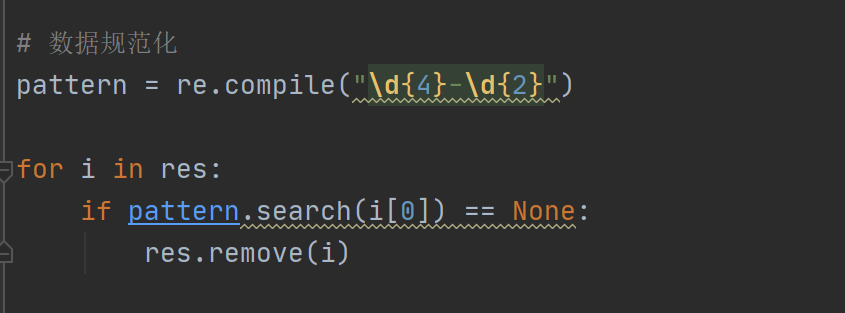 # 数据规范化
pattern = re.compile("\d{4}-\d{2}")
for i in res:
    if pattern.search(i[0]) == None:
        res.remove(i)